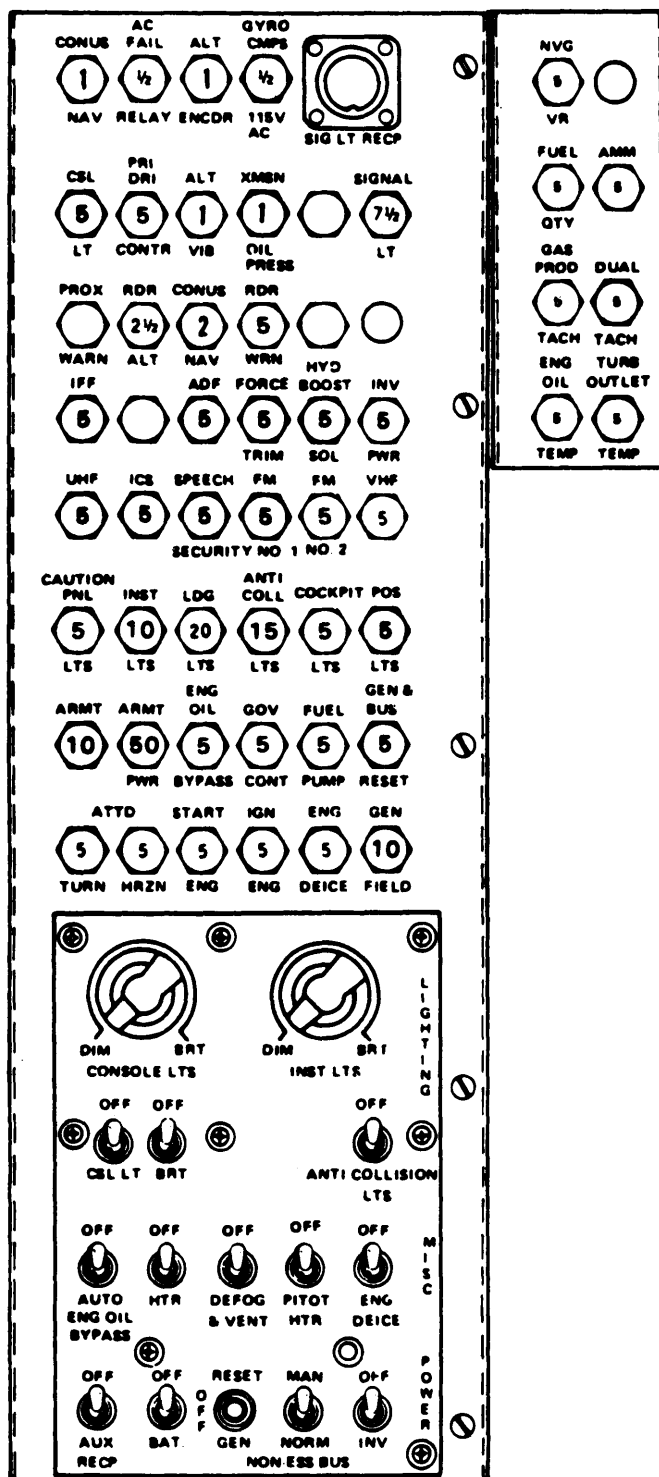 AC GYRO
CONUS FAIL ALT CMPS
1 ½ 1 ½
NAV RELAY ENCDR 115V
AC
SIG LT RECP
PRI
CSL DRI ALT XMSN SIGNAL
5 5 1 1 7½
LT CONTR VIB OIL LT
PRESS
PROX RDR CONUS RDR
2½ 2 5
WARN ALT NAV WRN
HYD
IFF ADF FORCE BOOST INV
5 5 5 5 5
TRIM SOL PWR
UHF ICS SPEECH FM FM VHF
5 5 5 5 5 5
SECURITY NO. 1 NO. 2
CAUTION ANTI
PNL INST LDG COLL COCKPIT POS
5 10 20 15 5 5
LTS LTS LTS LTS LTS LTS
ENG GEN &
ARMT ARMT OIL GOV FUEL BUS
10 50 5 5 5 5
PWR BYPASS CONT PUMP RESET
ATTD START IGN ENG GEN
5 5 5 5 5 10
TURN HRZN ENG ENG DEICE FIELD
DIM BRT DIM BRT
CONSOLE LTS INST LTS
LIGHTING
OFF OFF OFF
CSL LT BRT ANTI COLLISION
LTS
OFF OFF OFF OFF OFF
MISC
AUTO HTR DEFOG PITOT ENG
ENG OIL & VENT HTR DEICE
BYPASS
POWER
OFF OFF RESET MAN OFF
OFF
AUX BAT. GEN NORM INV
RECP NON-ESS BUS
NVG
5
VR
FUEL AMM
5 5
QTY
GAS
PROD DUAL
5 5
TACH TACH
ENG TURB
OIL OUTLET
5 5
TEMP TEMP